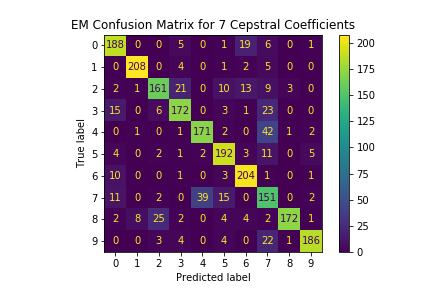 EM Confusion Matrix for 7 Cepstral Coefficients
0 188 0 0 5 0 1 19 6 0 1
1 0 208 0 4 0 1 2 5 0 0
2 2 1 161 21 0 10 13 9 3 0
3 15 0 6 172 0 3 1 23 0 0
4 0 1 0 1 171 2 0 42 1 2
5 4 0 2 1 2 192 3 11 0 5
6 10 0 0 1 0 3 204 1 0 1
7 11 0 2 0 39 15 0 151 0 2
8 2 8 25 2 0 4 4 2 172 1
9 0 0 3 4 0 4 0 22 1 186
0 1 2 3 4 5 6 7 8 9
Predicted label
True label
200
175
150
125
100
75
50
25
0